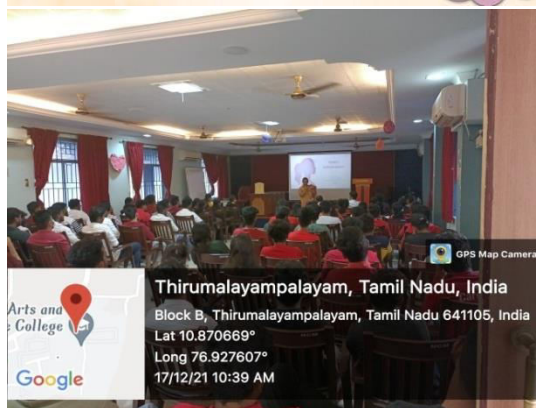 GPS Map Camera
Thirumalayampalayam, Tamil Nadu, India
Block B, Thirumalayampalayam, Tamil Nadu 641105, India
Lat 10.870669°
Long 76.927607°
17/12/21 10:39 AM
Arts and
College
Google